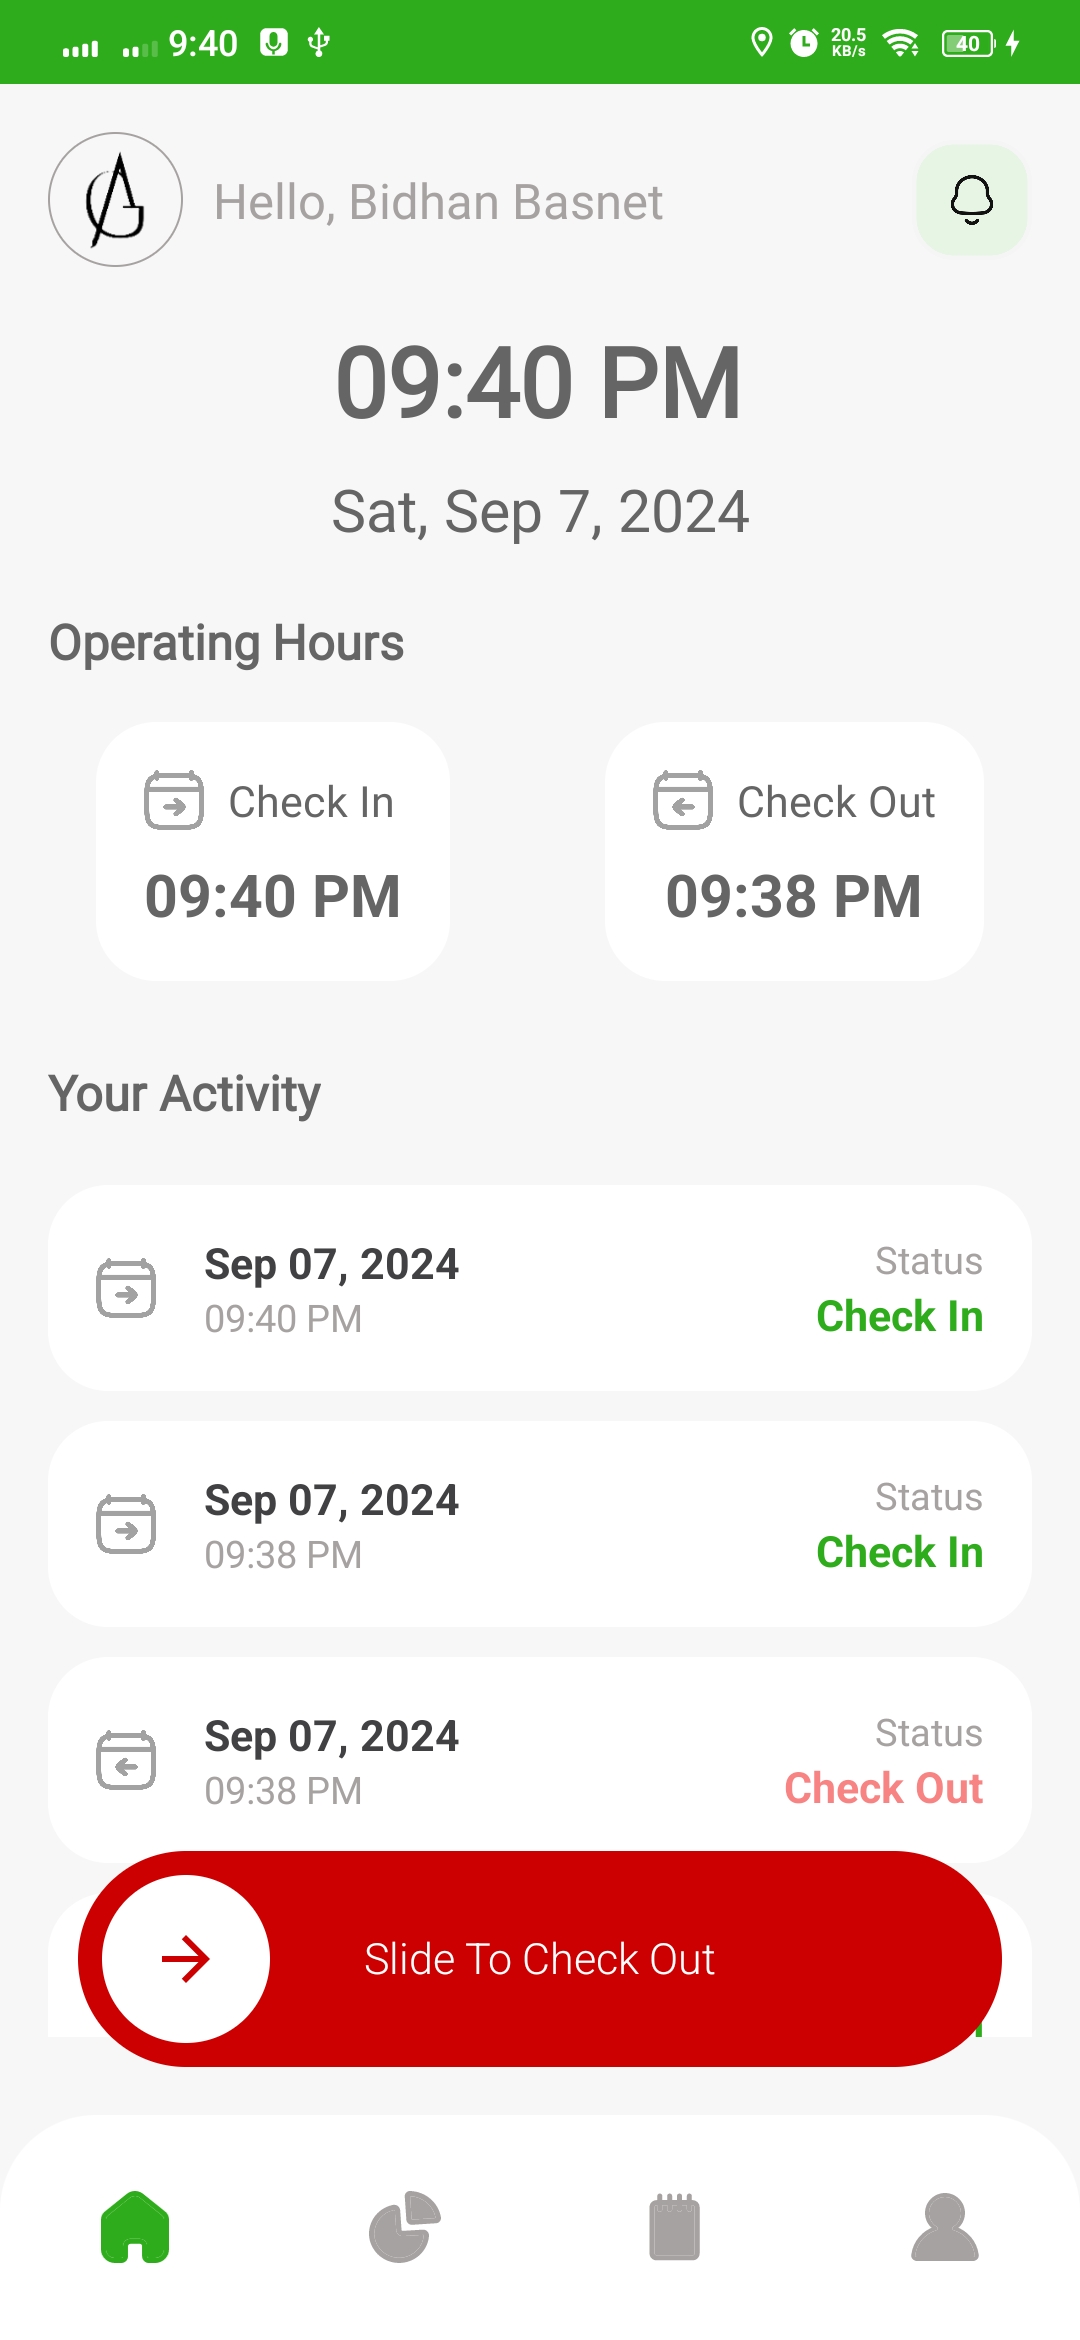 9:40
20.5
KB/s
40
Hello, Bidhan Basnet
09:40 PM
Sat, Sep 7, 2024
Operating Hours
Check In
09:40 PM
Check Out
09:38 PM
Your Activity
Sep 07, 2024
09:40 PM
Status
Check In
Sep 07, 2024
09:38 PM
Status
Check In
Sep 07, 2024
09:38 PM
Status
Check Out
Slide To Check Out